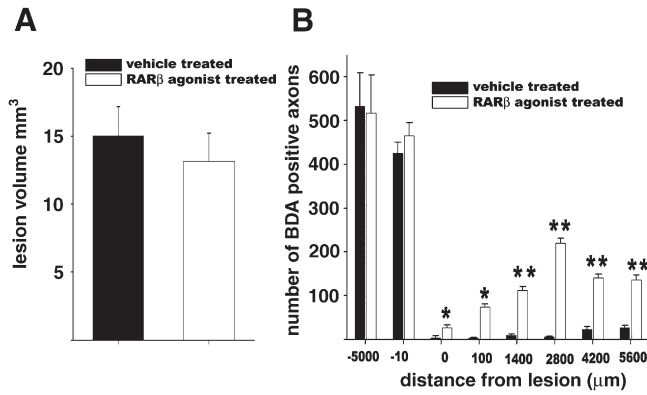 A
vehicle treated
RARβ agonist treated
20
15
10
5
lesion volume mm³
B
vehicle treated
RARβ agonist treated
600
500
400
300
200
100
number of BDA positive axons
* * ** ** ** **
-5000 -10 0 100 1400 2800 4200 5600
distance from lesion (μm)